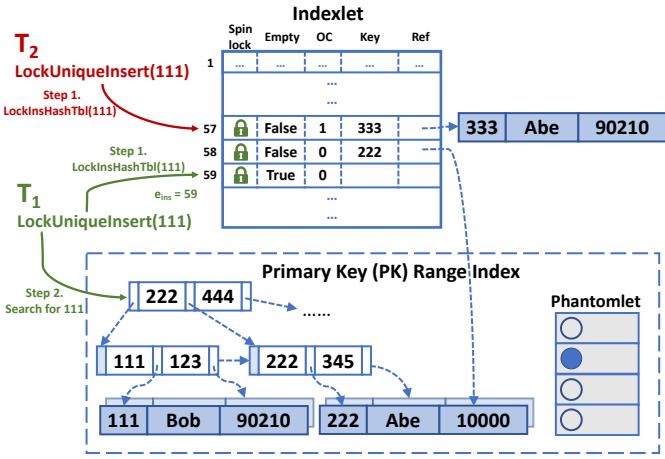 Indexlet
Spin lock Empty OC Key Ref
1 ... ... ... ... ...
...
...
T2
LockUniqueInsert(111)
Step 1.
LockInsHashTbl(111)
57 False 1 333
333 Abe 90210
58 False 0 222
59 True 0
...
...
Step 1.
LockInsHashTbl(111)
eins = 59
T1
LockUniqueInsert(111)
Step 2.
Search for 111
Primary Key (PK) Range Index
222 444
......
Phantomlet
111 123
222 345
111 Bob 90210
222 Abe 10000